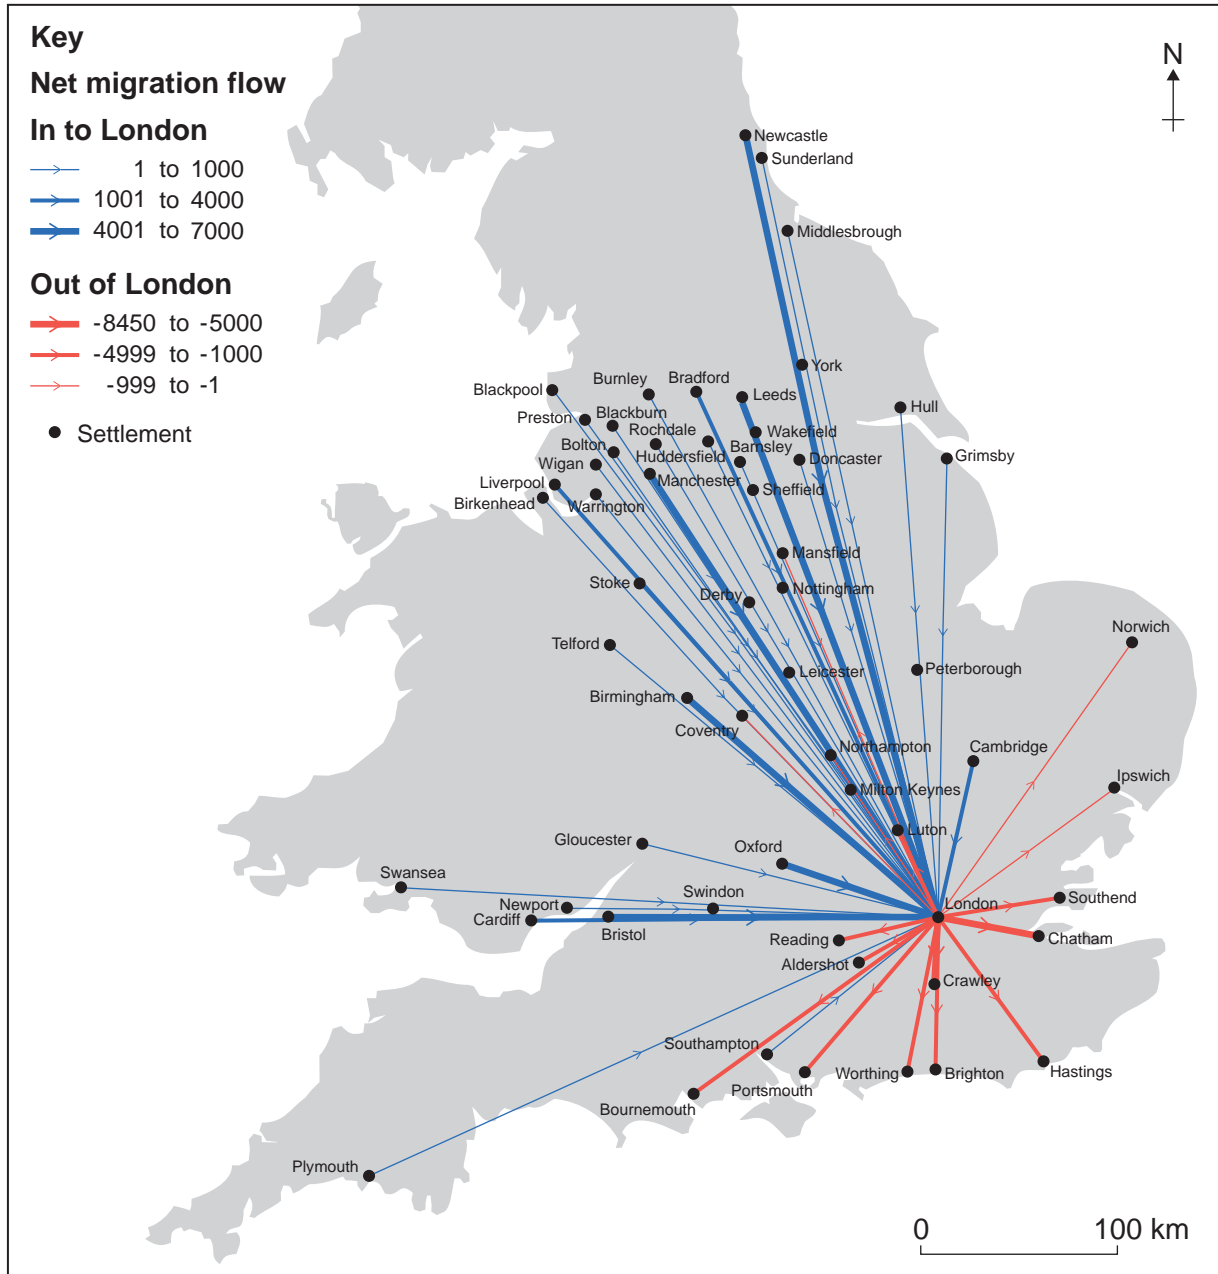 Key
Net migration flow
In to London
1 to 1000
1001 to 4000
4001 to 7000
Out of London
-8450 to -5000
-4999 to -1000
-999 to -1
Settlement
N
Newcastle
Sunderland
Middlesbrough
York
Blackpool
Burnley
Bradford
Leeds
Hull
Preston
Blackburn
Rochdale
Wakefield
Bolton
Huddersfield
Barnsley
Doncaster
Grimsby
Wigan
Manchester
Liverpool
Sheffield
Birkenhead
Warrington
Mansfield
Stoke
Derby
Nottingham
Norwich
Telford
Leicester
Peterborough
Birmingham
Coventry
Northampton
Cambridge
Milton Keynes
Ipswich
Luton
Gloucester
Oxford
Swansea
Newport
Swindon
London
Southend
Cardiff
Bristol
Reading
Chatham
Aldershot
Crawley
Southampton
Portsmouth
Worthing
Brighton
Hastings
Bournemouth
Plymouth
0 100 km